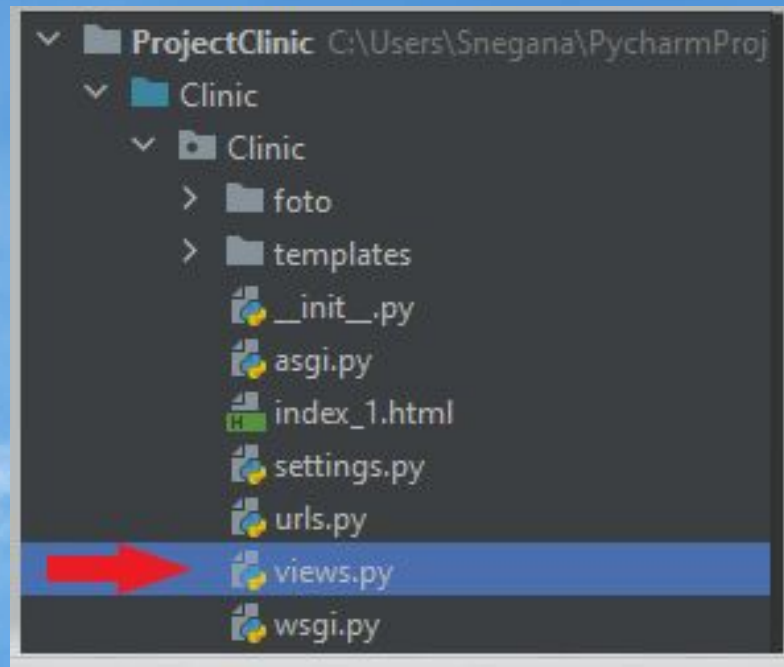 ProjectClinic C:\Users\Snegana\PycharmProj
Clinic
Clinic
foto
templates
__init__.py
asgi.py
index_1.html
settings.py
urls.py
views.py
wsgi.py